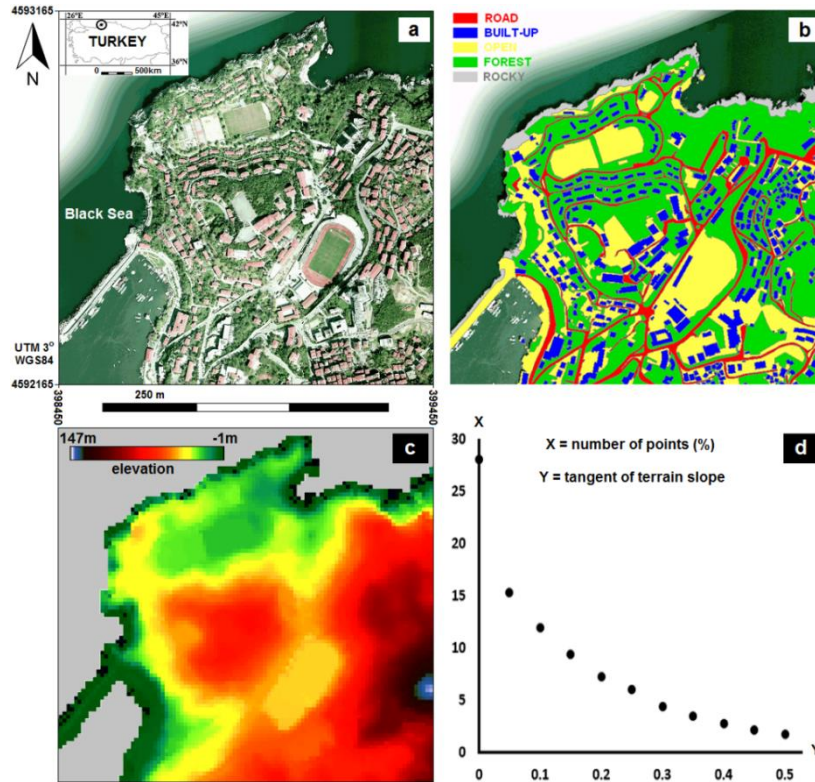 4593165
26°E
45°E
42°N
TURKEY
36°N
0
500km
N
a
Black Sea
UTM 3°
WGS84
4592165
398450
399450
250 m
ROAD
BUILT-UP
OPEN
FOREST
ROCKY
b
147m
-1m
elevation
c
X
X = number of points (%)
Y = tangent of terrain slope
d
30
25
20
15
10
5
0
0
0.1
0.2
0.3
0.4
0.5
Y